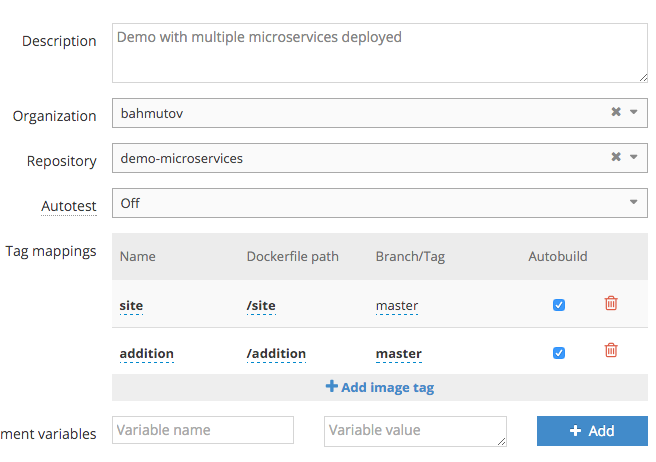 Description
Demo with multiple microservices deployed
Organization
bahmutov
Repository
demo-microservices
Autotest
Off
Tag mappings
Name Dockerfile path Branch/Tag Autobuild
site /site master
addition /addition master
Add image tag
ment variables
Variable name
Variable value
Add